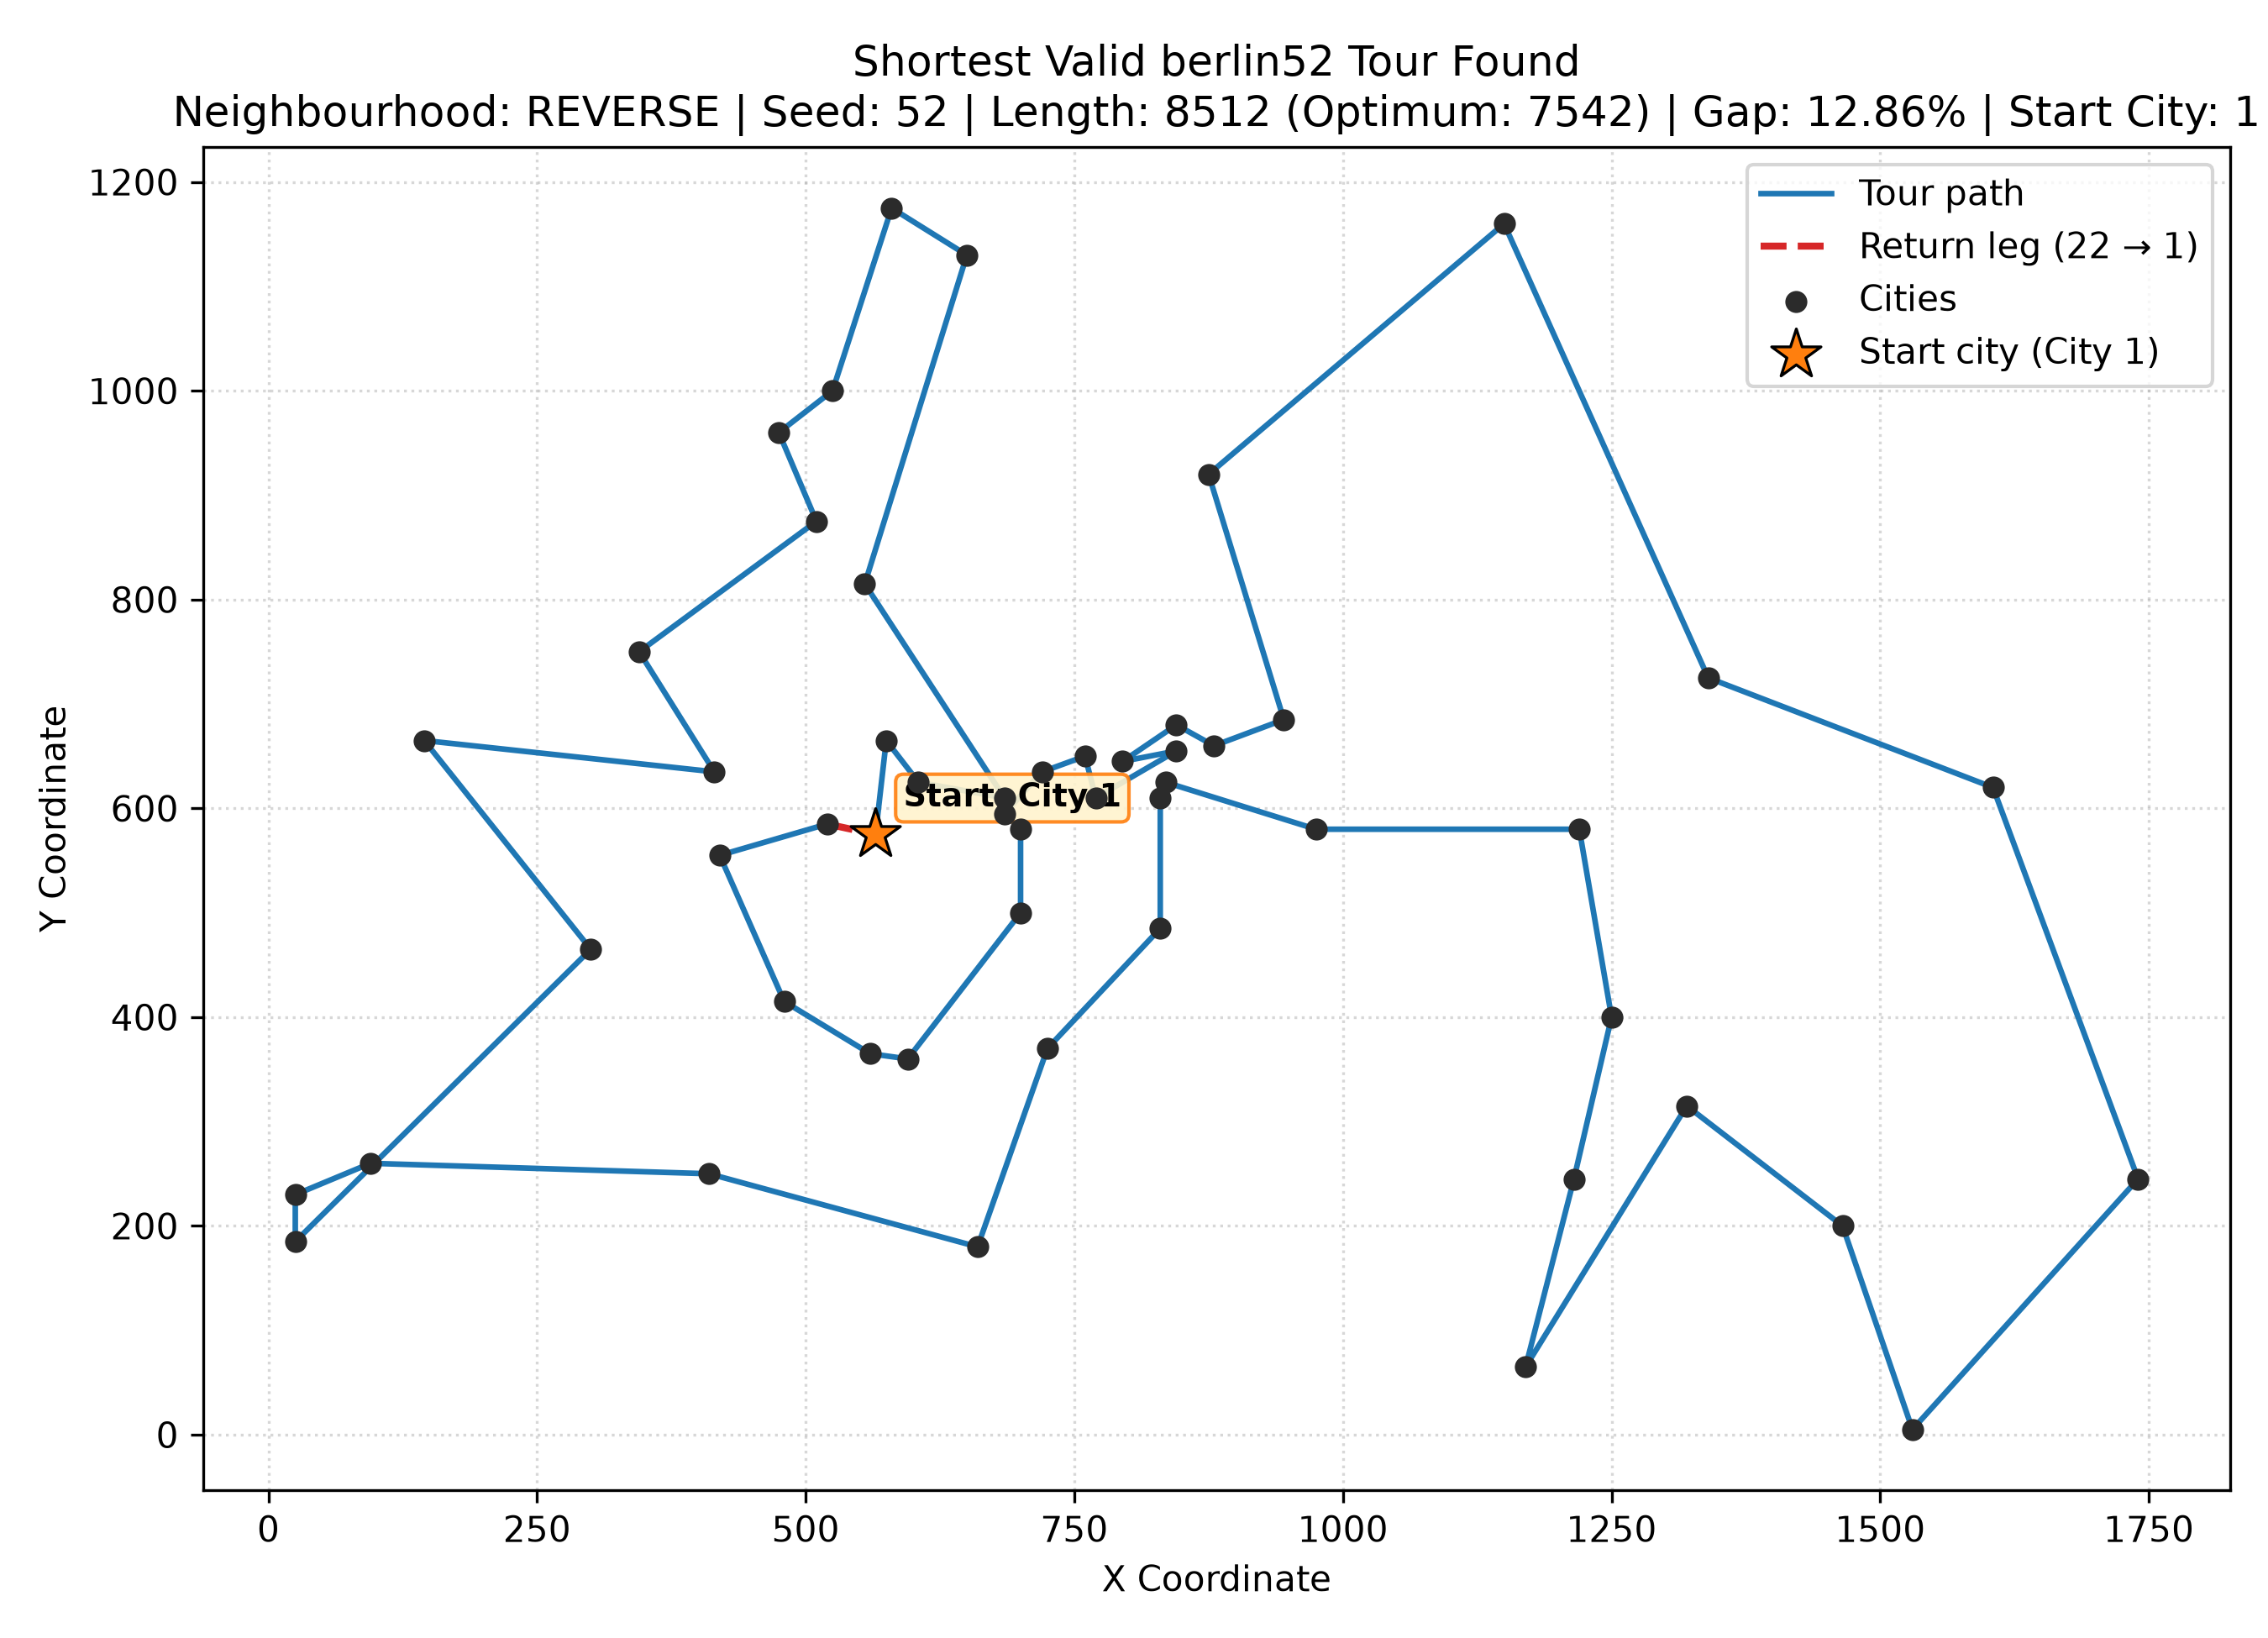 Shortest Valid berlin52 Tour Found
Neighbourhood: REVERSE | Seed: 52 | Length: 8512 (Optimum: 7542) | Gap: 12.86% | Start City: 1
Tour path
Return leg (22 → 1)
Cities
Start city (City 1)
1200
1000
800
600
400
200
0
Y Coordinate
Start: City 1
0
250
500
750
1000
1250
1500
1750
X Coordinate